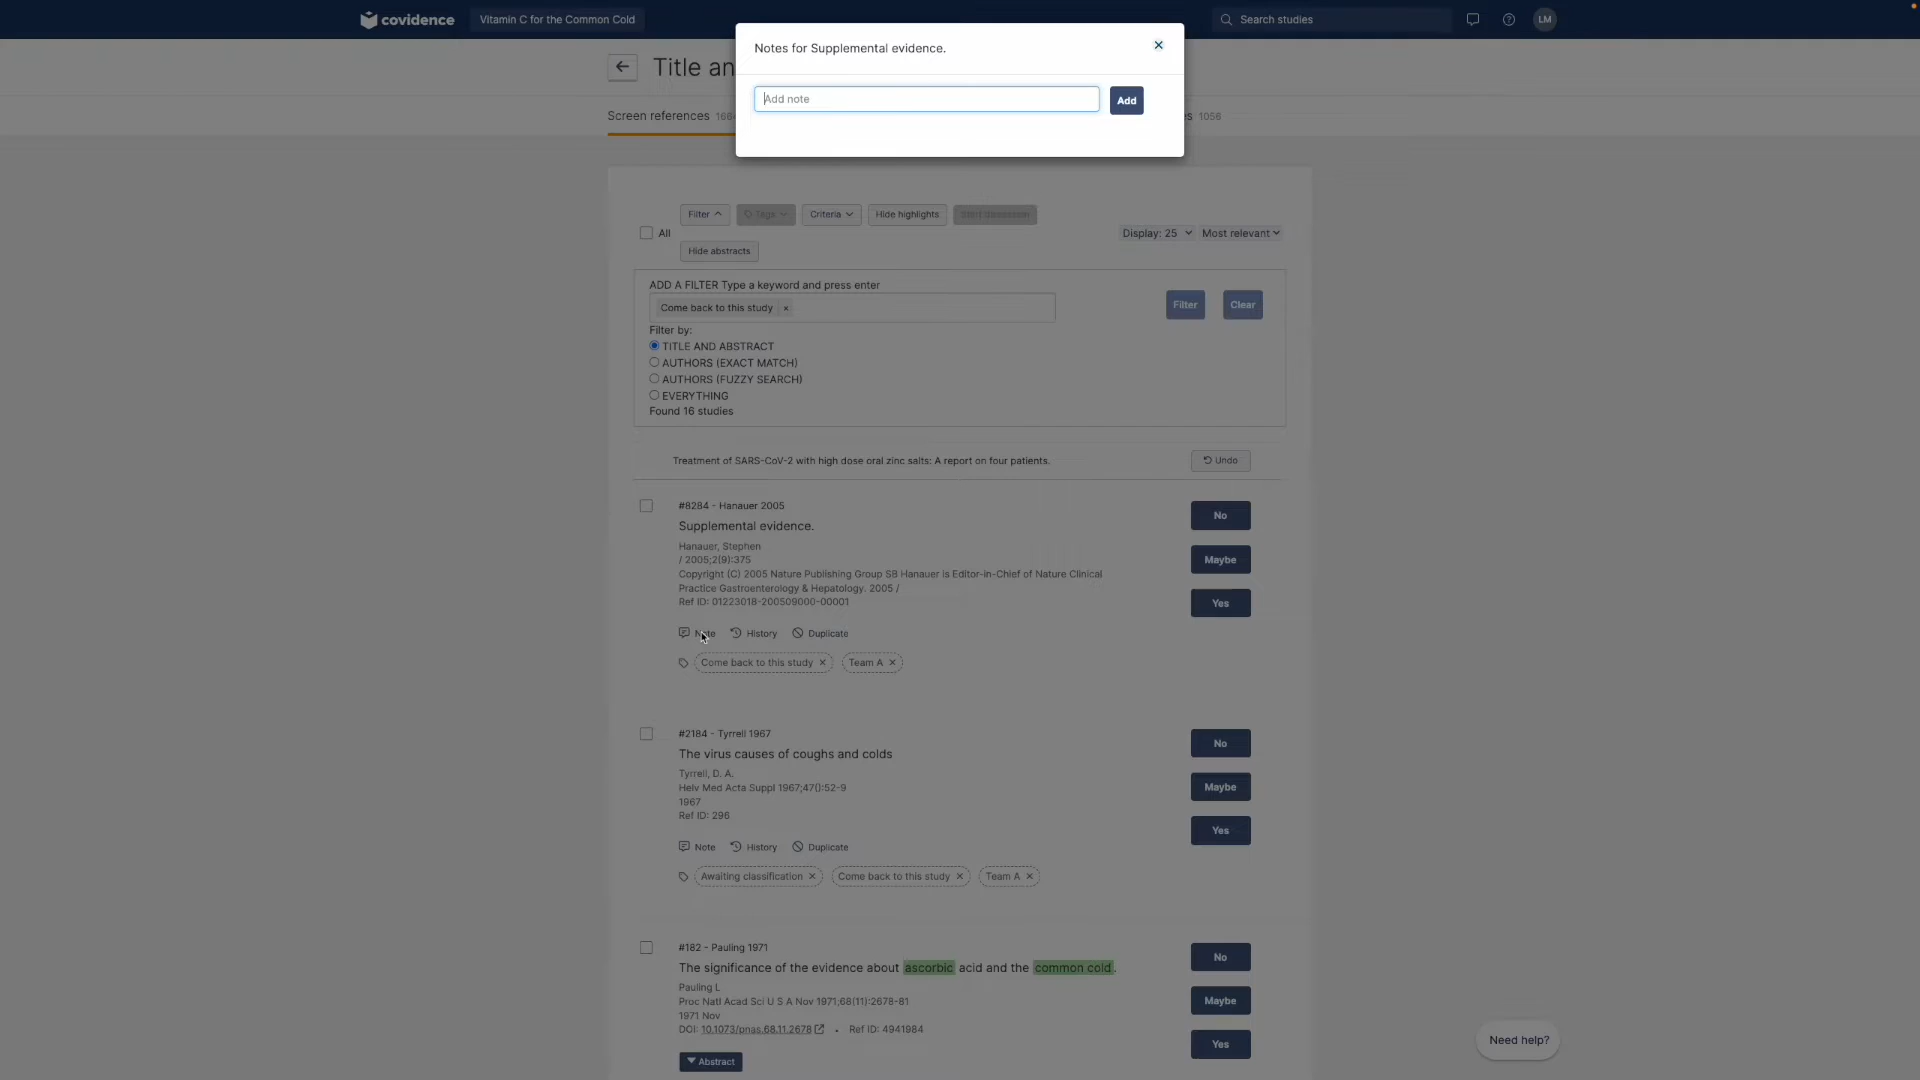 covidence
Vitamin C for the Common Cold
Search studies
LM
Notes for Supplemental evidence.
Add note
Add
Title an
Screen references
1056
Filter
Tags
Criteria
Hide highlights
All
Hide abstracts
Display: 25
Most relevant
ADD A FILTER Type a keyword and press enter
Come back to this study ×
Filter
Clear
Filter by:
TITLE AND ABSTRACT
AUTHORS (EXACT MATCH)
AUTHORS (FUZZY SEARCH)
EVERYTHING
Found 16 studies
Treatment of SARS-CoV-2 with high dose oral zinc salts: A report on four patients.
Undo
#8284 - Hanauer 2005
Supplemental evidence.
Hanauer, Stephen
/ 2005;2(9):375
Copyright (C) 2005 Nature Publishing Group SB Hanauer is Editor-in-Chief of Nature Clinical
Practice Gastroenterology & Hepatology. 2005 /
Ref ID: 01223018-200509000-00001
No
Maybe
Yes
Note History Duplicate
Come back to this study × Team A ×
#2184 - Tyrrell 1967
The virus causes of coughs and colds
Tyrrell, D. A.
Helv Med Acta Suppl 1967;47():52-9
1967
Ref ID: 296
No
Maybe
Yes
Note History Duplicate
Awaiting classification × Come back to this study × Team A ×
#182 - Pauling 1971
The significance of the evidence about ascorbic acid and the common cold.
Pauling L
Proc Natl Acad Sci U S A Nov 1971;68(11):2678-81
1971 Nov
DOI: 10.1073/pnas.68.11.2678 • Ref ID: 4941984
No
Maybe
Yes
Abstract
Need help?